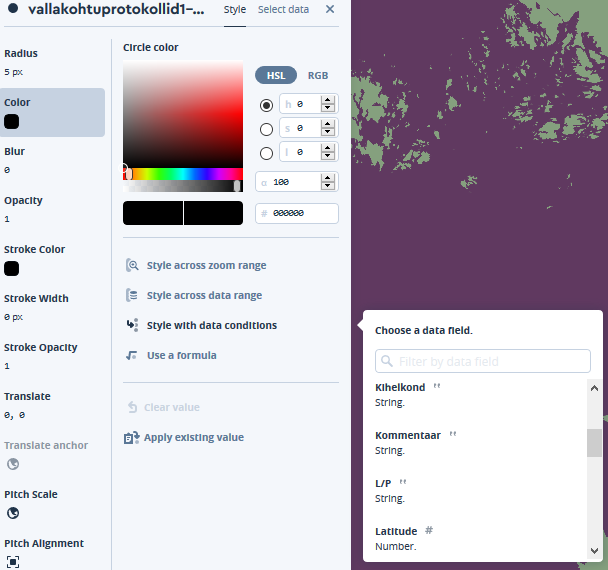 vallakohtuprotokollid1-...
Style
Select data
Radius
5 px
Color
Blur
0
Opacity
1
Stroke Color
Stroke Width
0 px
Stroke Opacity
1
Translate
0, 0
Translate anchor
Pitch Scale
Pitch Alignment
Circle color
HSL
RGB
h 0
s 0
l 0
α 100
# 000000
Style across zoom range
Style across data range
Style with data conditions
Use a formula
Clear value
Apply existing value
Choose a data field.
Filter by data field
Kihelkond "
String.
Kommentaar "
String.
L/P "
String.
Latitude #
Number.